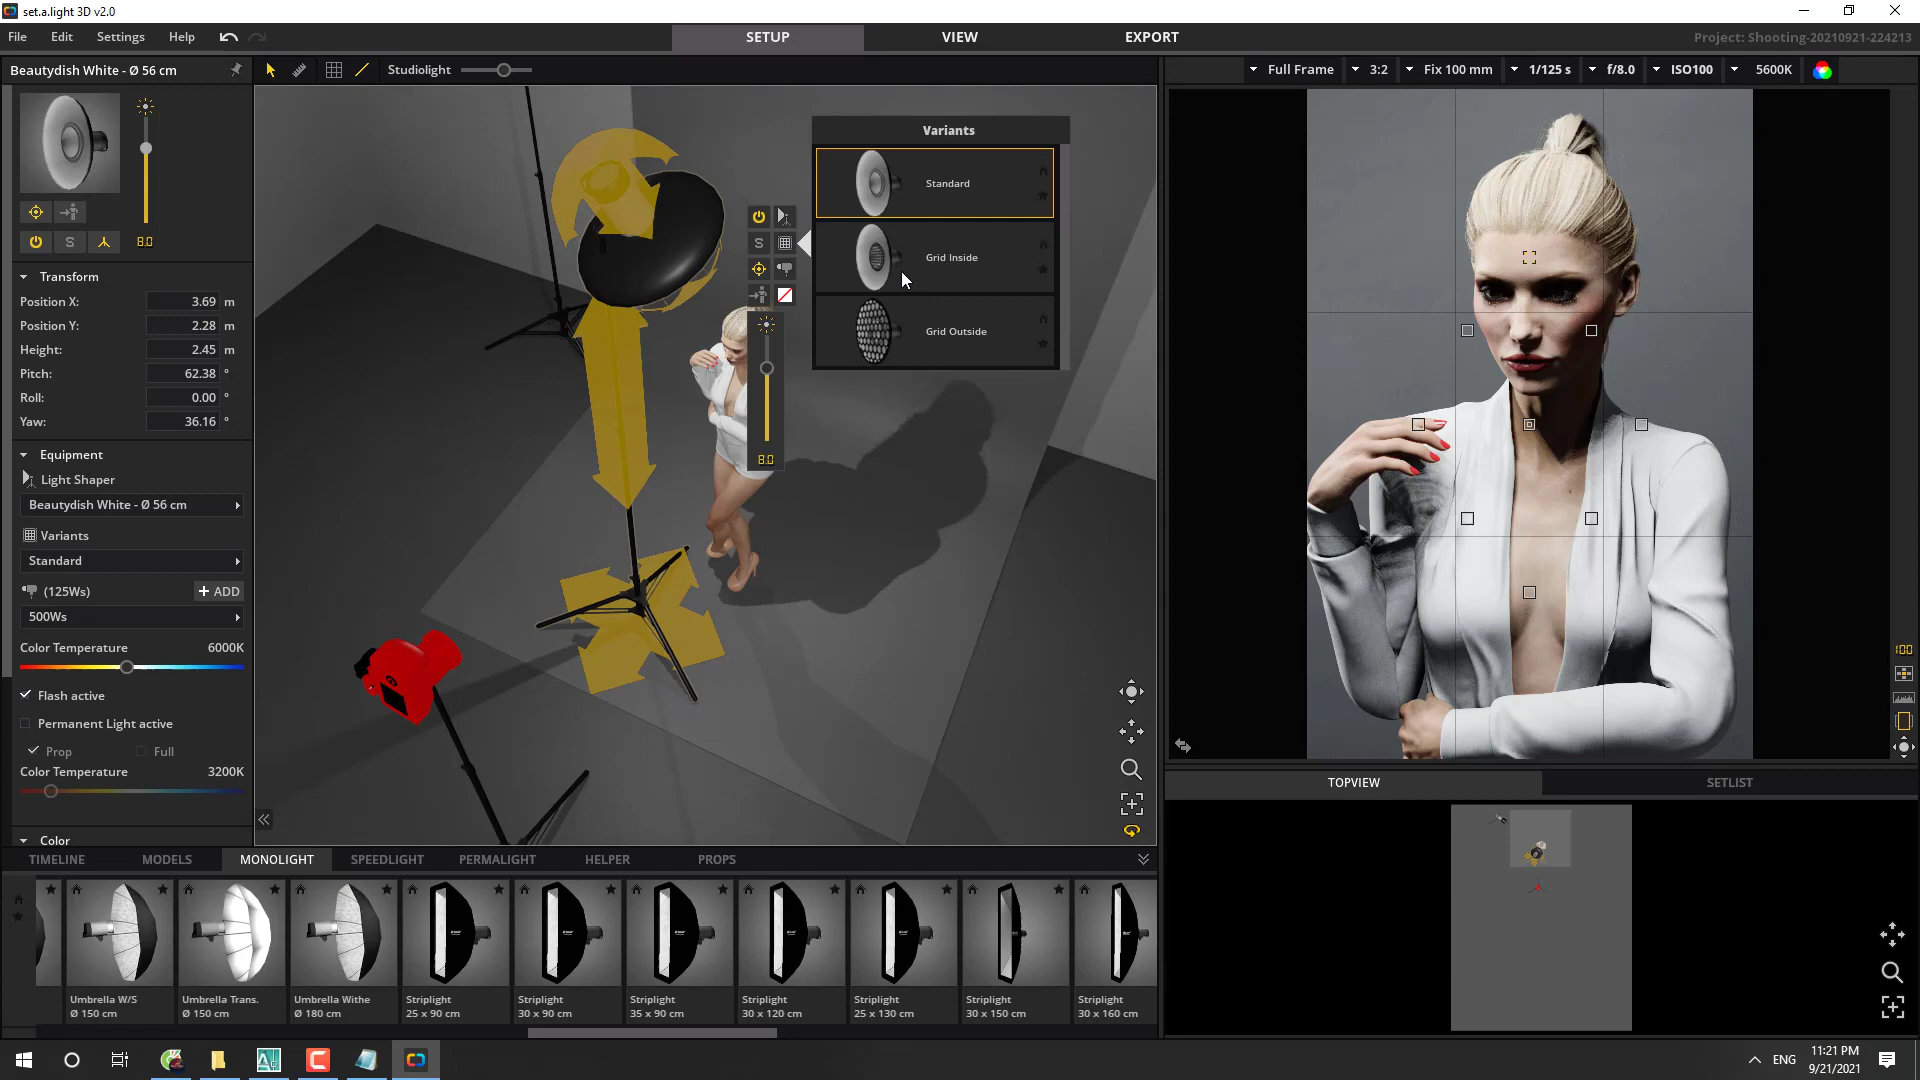 set.a.light 3D v2.0
File Edit Settings Help
SETUP VIEW EXPORT
Project: Shooting-20210921-224213
Beautydish White - Ø 56 cm
Studiolight
Full Frame 3:2 Fix 100 mm 1/125 s f/8.0 ISO100 5600K
8.0
S
Transform
Position X: 3.69 m
Position Y: 2.28 m
Height: 2.45 m
Pitch: 62.38 °
Roll: 0.00 °
Yaw: 36.16 °
Equipment
Light Shaper
Beautydish White - Ø 56 cm
Variants
Standard
(125Ws) + ADD
500Ws
Color Temperature 6000K
Flash active
Permanent Light active
Prop Full
Color Temperature 3200K
Color
Variants
Standard
Grid Inside
Grid Outside
S
8.0
100
TOPVIEW SETLIST
TIMELINE MODELS MONOLIGHT SPEEDLIGHT PERMALIGHT HELPER PROPS
Umbrella W/S
Ø 150 cm
Umbrella Trans.
Ø 150 cm
Umbrella Withe
Ø 180 cm
Striplight
25 x 90 cm
Striplight
30 x 90 cm
Striplight
35 x 90 cm
Striplight
30 x 120 cm
Striplight
25 x 130 cm
Striplight
30 x 150 cm
Striplight
30 x 160 cm
ENG
11:21 PM
9/21/2021